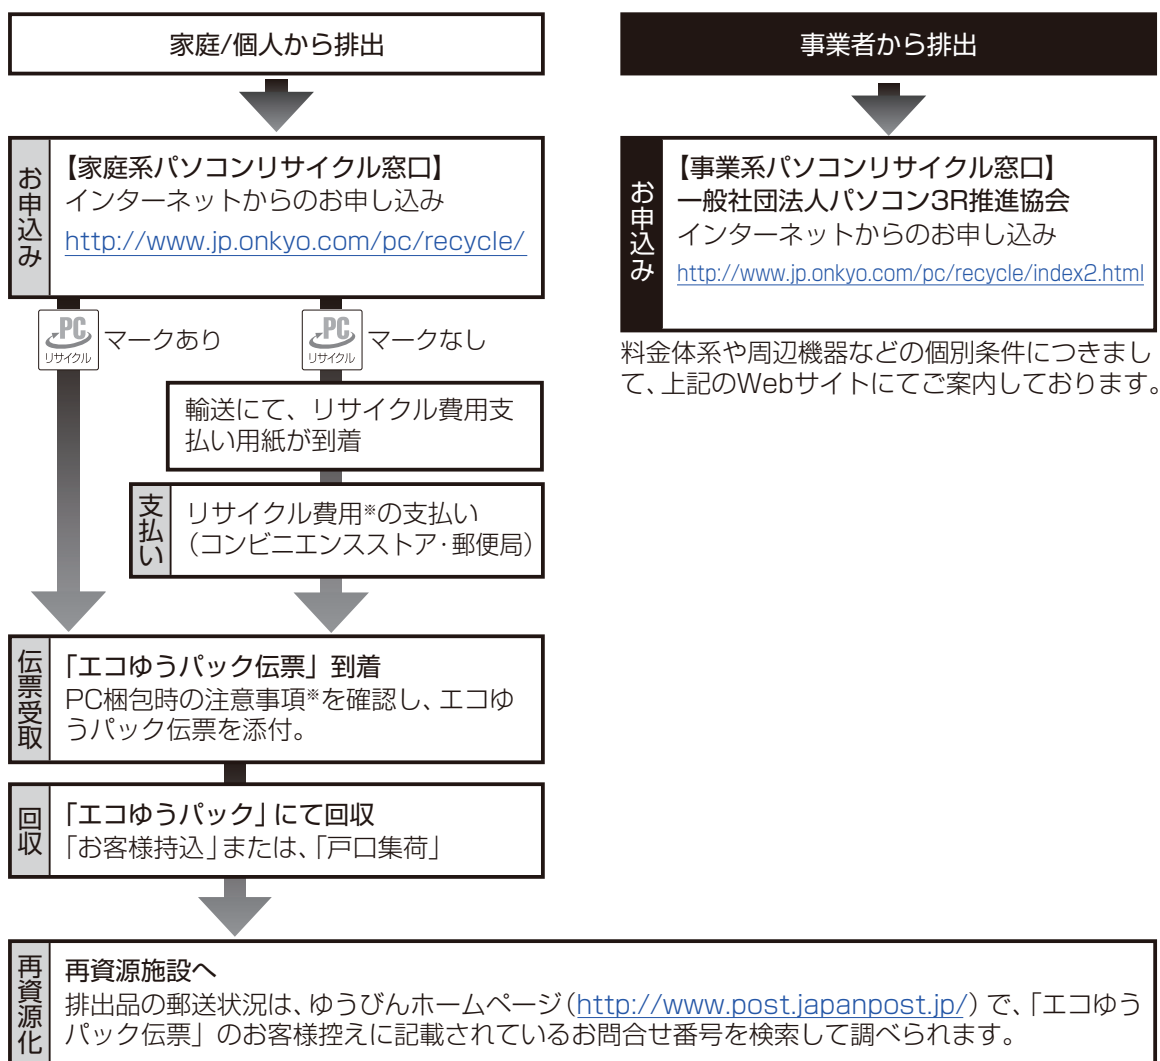 家庭/個人から排出
お申込み
【家庭系パソコンリサイクル窓口】
インターネットからのお申し込み
http://www.jp.onkyo.com/pc/recycle/
PC
リサイクル
マークあり
PC
リサイクル
マークなし
輸送にて、リサイクル費用支
払い用紙が到着
支払い
リサイクル費用※の支払い
（コンビニエンスストア・郵便局）
伝票受取
「エコゆうパック伝票」到着
PC梱包時の注意事項※を確認し、エコゆ
うパック伝票を添付。
回収
「エコゆうパック」にて回収
「お客様持込」または、「戸口集荷」
事業者から排出
お申込み
【事業系パソコンリサイクル窓口】
一般社団法人パソコン3R推進協会
インターネットからのお申し込み
http://www.jp.onkyo.com/pc/recycle/index2.html
料金体系や周辺機器などの個別条件につきまし
て、上記のWebサイトにてご案内しております。
再資源化
再資源施設へ
排出品の郵送状況は、ゆうびんホームページ（http://www.post.japanpost.jp/）で、「エコゆう
パック伝票」のお客様控えに記載されているお問合せ番号を検索して調べられます。